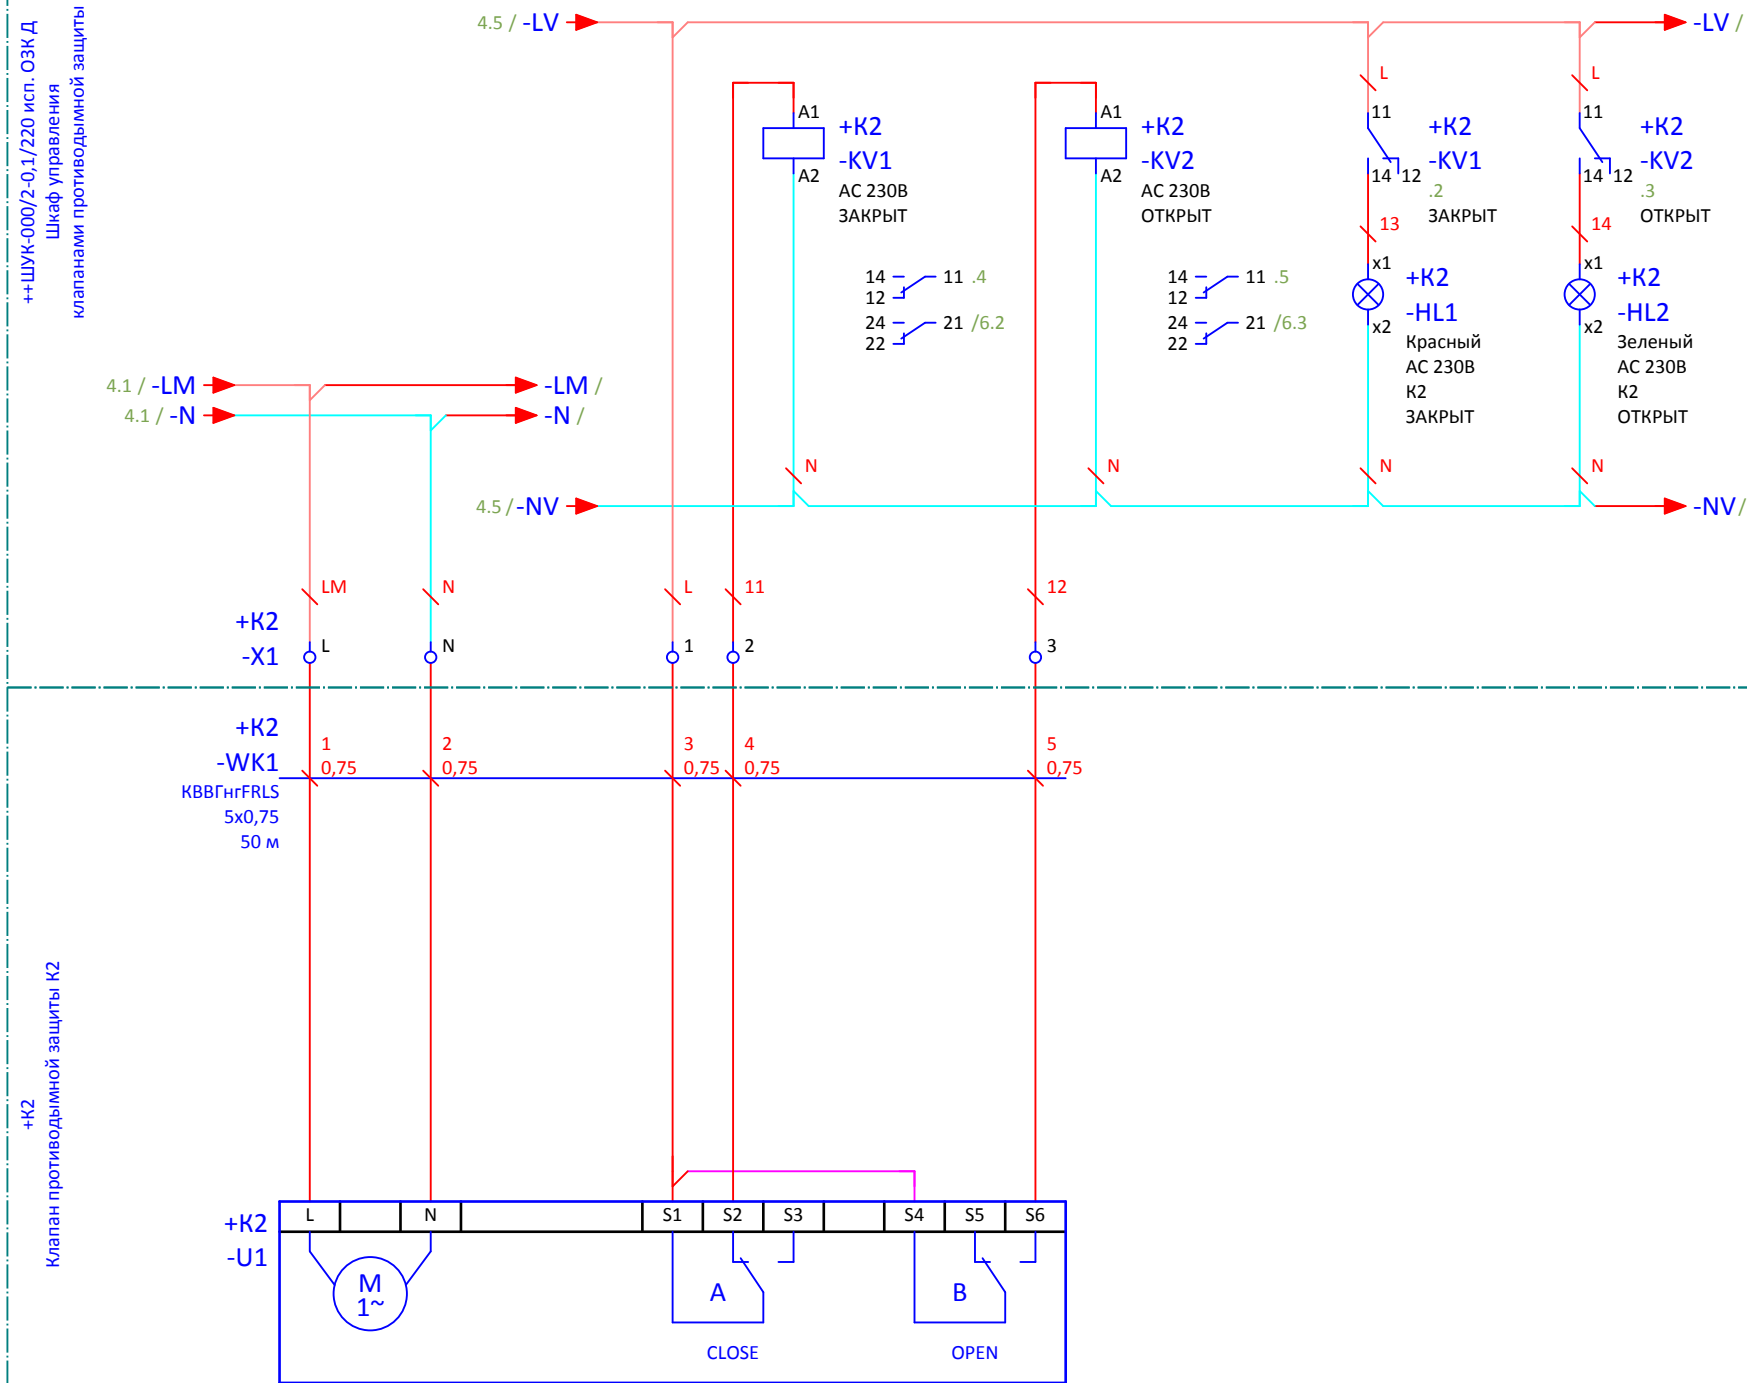 ++ШУК-000/2-0,1/220 исп. ОЗК Д
Шкаф управления
клапанами противодымной защиты
4.5 / -LV
-LV /
L
L
A1
+К2
-KV1
A2
AC 230В
ЗАКРЫТ
A1
+К2
-KV2
A2
AC 230В
ОТКРЫТ
11
+К2
-KV1
14
12
.2
ЗАКРЫТ
11
+К2
-KV2
14
12
.3
ОТКРЫТ
13
14
14
11 .4
12
24
21 /6.2
22
14
11 .5
12
24
21 /6.3
22
x1
+К2
-HL1
x2
Красный
AC 230В
К2
ЗАКРЫТ
x1
+К2
-HL2
x2
Зеленый
AC 230В
К2
ОТКРЫТ
4.1 / -LM
-LM /
4.1 / -N
-N /
N
N
N
N
4.5 / -NV
-NV /
LM
N
L
11
12
+К2
-X1
L
N
1
2
3
+К2
-WK1
КВВГнгFRLS
5x0,75
50 м
1
0,75
2
0,75
3
0,75
4
0,75
5
0,75
+К2
Клапан противодымной защиты К2
+К2
-U1
L
N
S1
S2
S3
S4
S5
S6
M
1~
A
B
CLOSE
OPEN